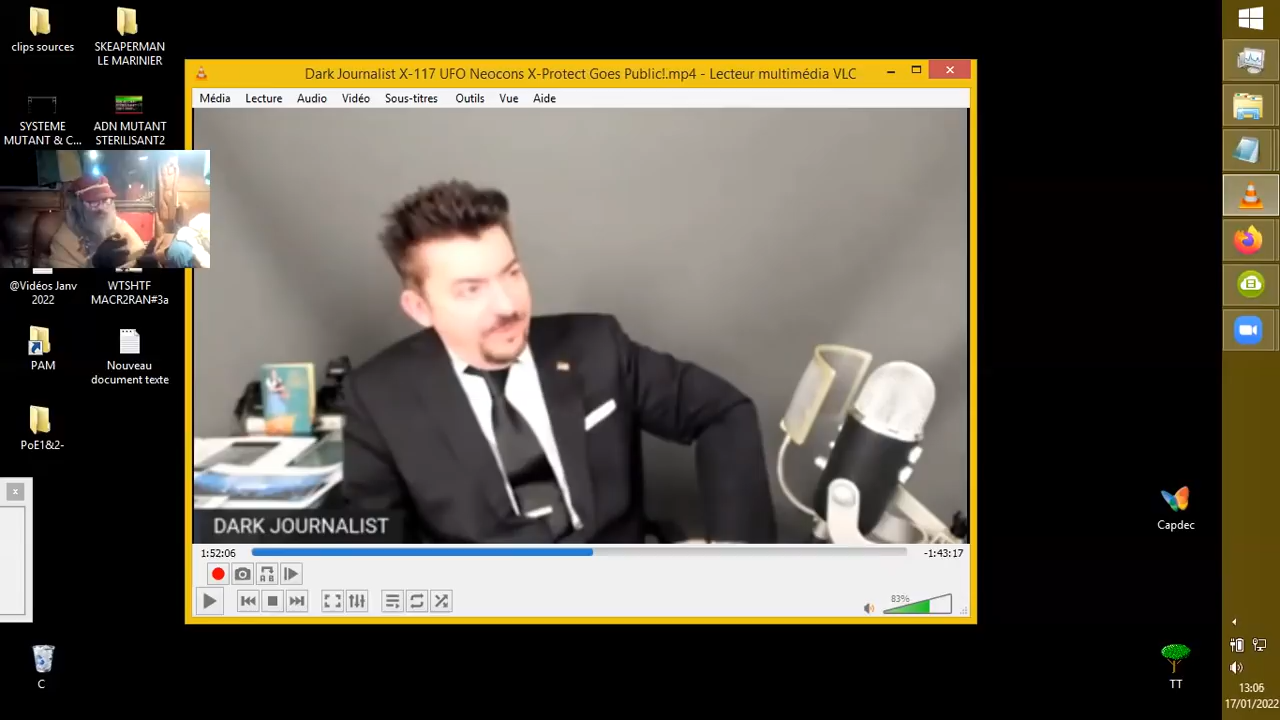 clips sources
SKEAPERMAN
LE MARINIER
SYSTEME
MUTANT & C...
ADN MUTANT
STERILISANT2
@Vidéos Janv
2022
WTSHTF
MACR2RAN#3a
PAM
Nouveau
document texte
PoE1&2-
C
Dark Journalist X-117 UFO Neocons X-Protect Goes Public!.mp4 - Lecteur multimédia VLC
Média Lecture Audio Vidéo Sous-titres Outils Vue Aide
DARK JOURNALIST
1:52:06
-1:43:17
83%
Capdec
TT
13:06
17/01/2022